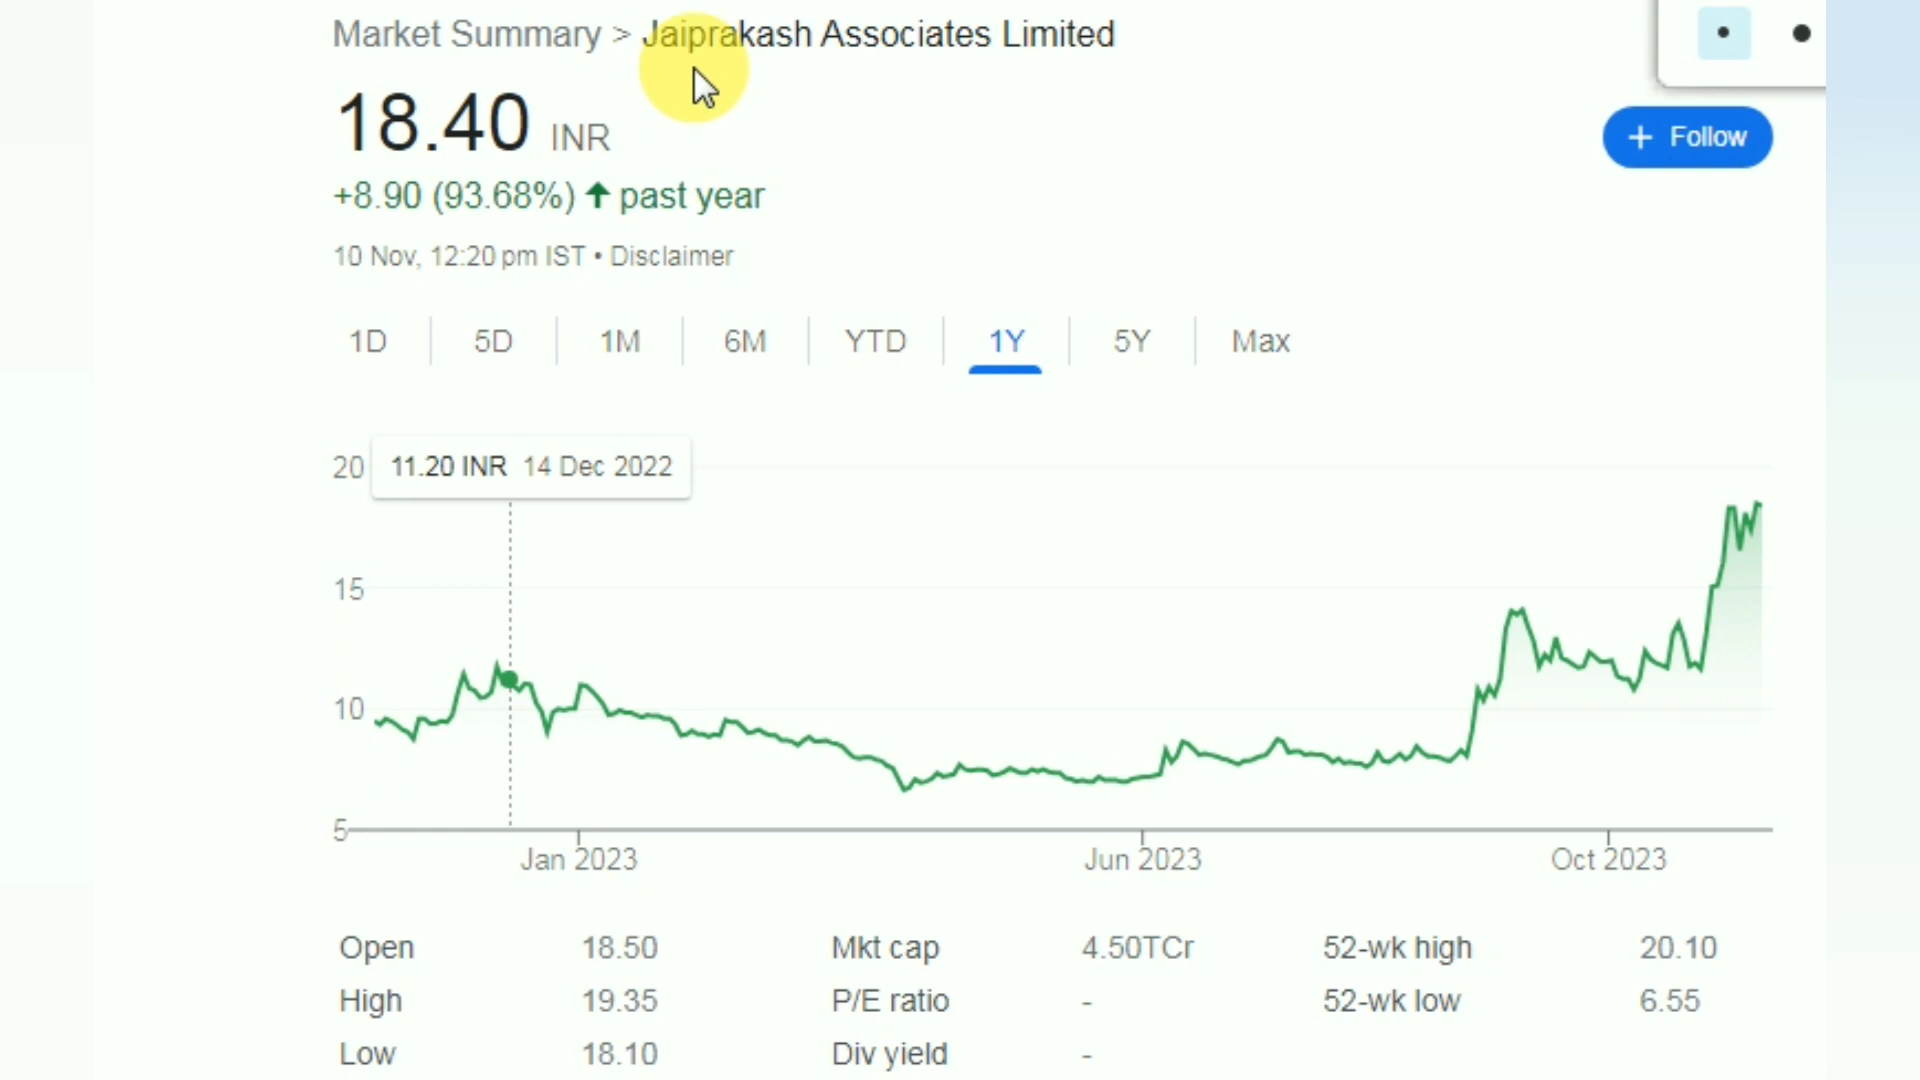 Market Summary > Jaiprakash Associates Limited
18.40 INR
+ Follow
+8.90 (93.68%) ↑ past year
10 Nov, 12:20 pm IST • Disclaimer
1D 5D 1M 6M YTD 1Y 5Y Max
11.20 INR 14 Dec 2022
20
15
10
5
Jan 2023 Jun 2023 Oct 2023
Open 18.50 Mkt cap 4.50TCr 52-wk high 20.10
High 19.35 P/E ratio - 52-wk low 6.55
Low 18.10 Div yield -